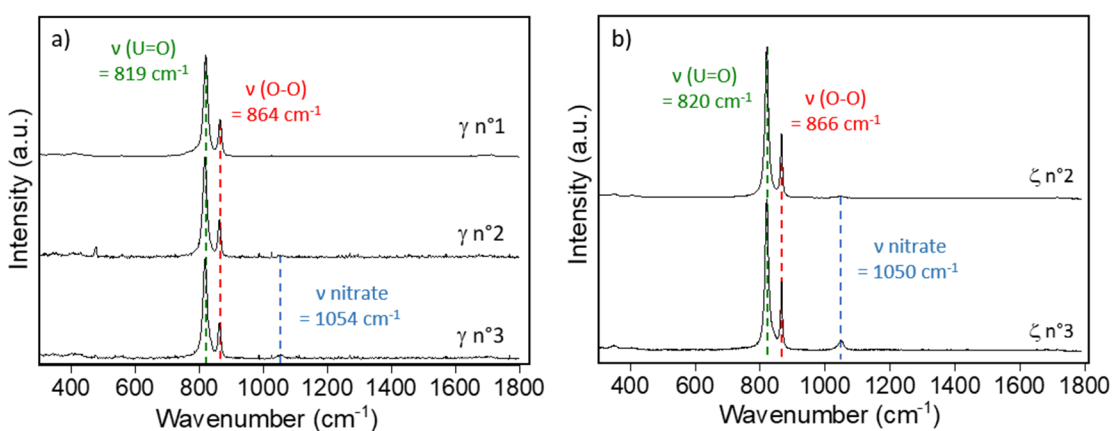 a)
ν (U=O)
= 819 cm-1
ν (O-O)
= 864 cm-1
γ n°1
γ n°2
ν nitrate
= 1054 cm-1
γ n°3
Intensity (a.u.)
400 600 800 1000 1200 1400 1600 1800
Wavenumber (cm-1)
b)
ν (U=O)
= 820 cm-1
ν (O-O)
= 866 cm-1
ζ n°2
ν nitrate
= 1050 cm-1
ζ n°3
Intensity (a.u.)
400 600 800 1000 1200 1400 1600 1800
Wavenumber (cm-1)